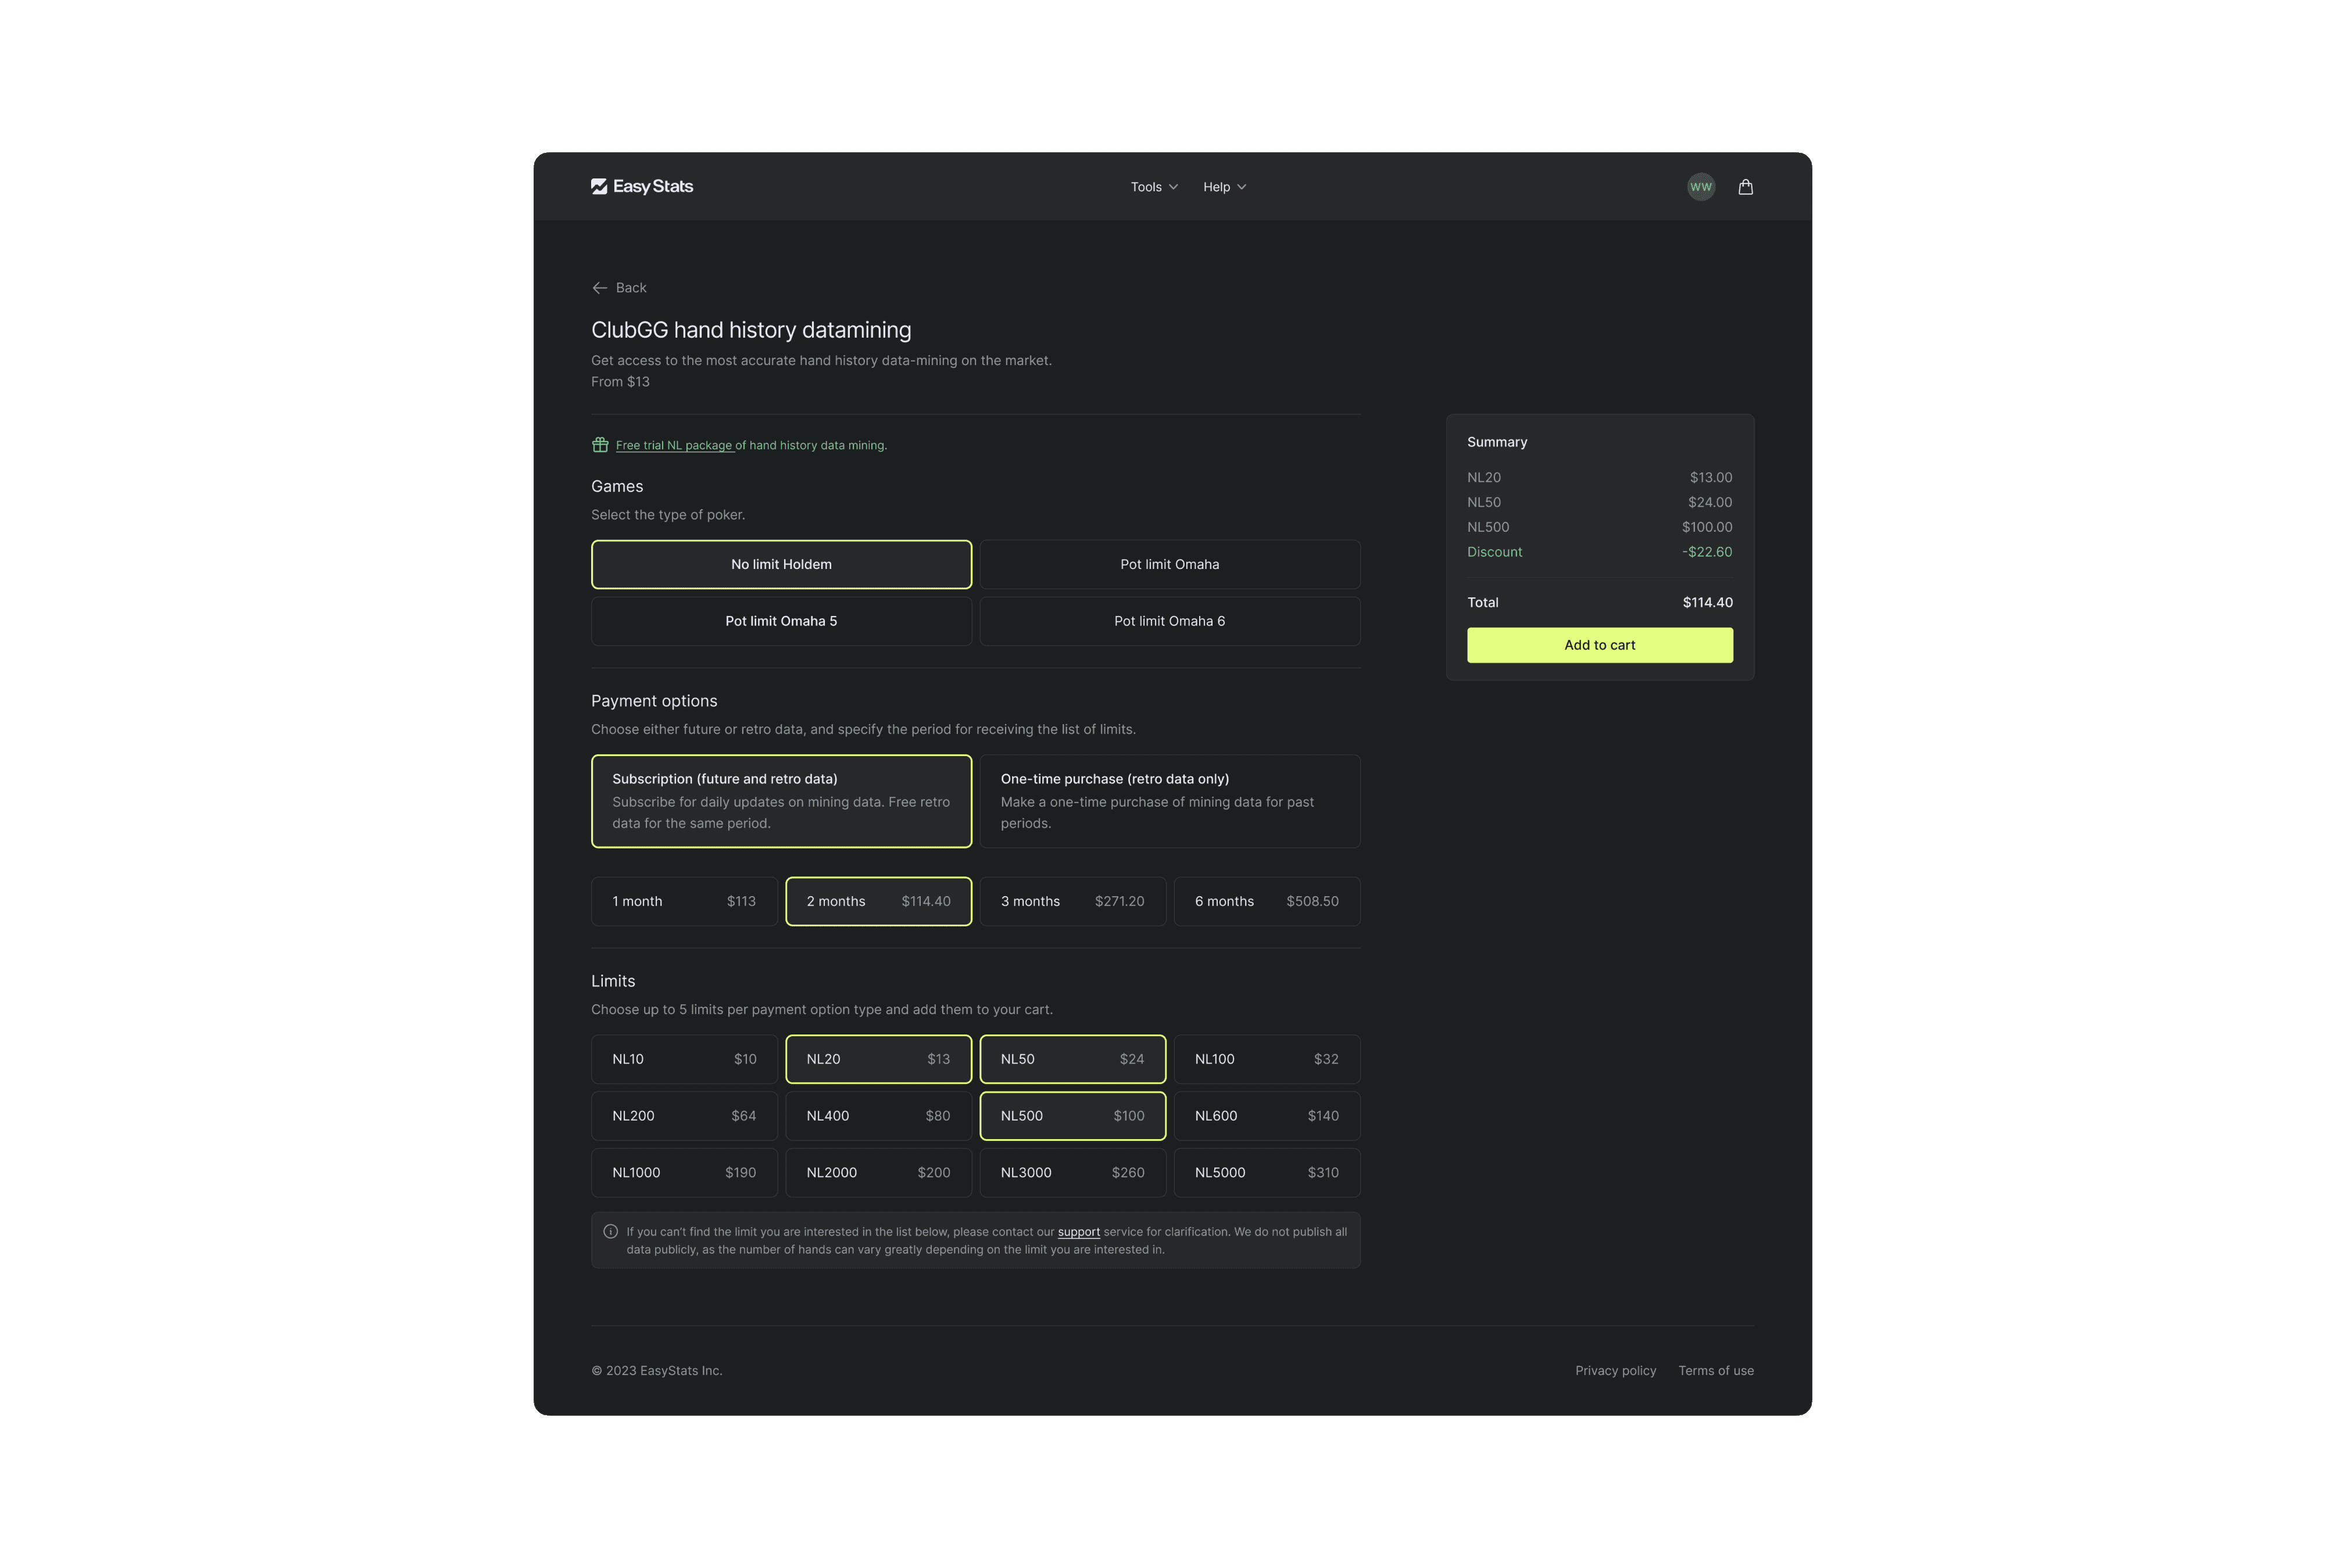 EasyStats
Tools
Help
WW
Back
ClubGG hand history datamining
Get access to the most accurate hand history data-mining on the market.
From $13
Free trial NL package of hand history data mining.
Games
Select the type of poker.
No limit Holdem
Pot limit Omaha
Pot limit Omaha 5
Pot limit Omaha 6
Payment options
Choose either future or retro data, and specify the period for receiving the list of limits.
Subscription (future and retro data)
Subscribe for daily updates on mining data. Free retro
data for the same period.
One-time purchase (retro data only)
Make a one-time purchase of mining data for past
periods.
1 month $113
2 months $114.40
3 months $271.20
6 months $508.50
Limits
Choose up to 5 limits per payment option type and add them to your cart.
NL10 $10
NL20 $13
NL50 $24
NL100 $32
NL200 $64
NL400 $80
NL500 $100
NL600 $140
NL1000 $190
NL2000 $200
NL3000 $260
NL5000 $310
If you can't find the limit you are interested in the list below, please contact our support service for clarification. We do not publish all
data publicly, as the number of hands can vary greatly depending on the limit you are interested in.
Summary
NL20 $13.00
NL50 $24.00
NL500 $100.00
Discount -$22.60
Total $114.40
Add to cart
© 2023 EasyStats Inc.
Privacy policy
Terms of use